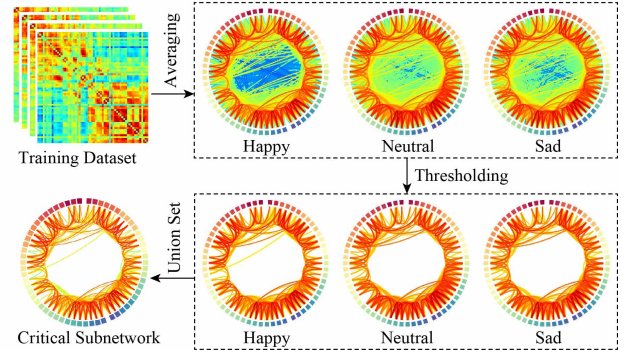 Averaging
Training Dataset
Happy
Neutral
Sad
Thresholding
Union Set
Critical Subnetwork
Happy
Neutral
Sad